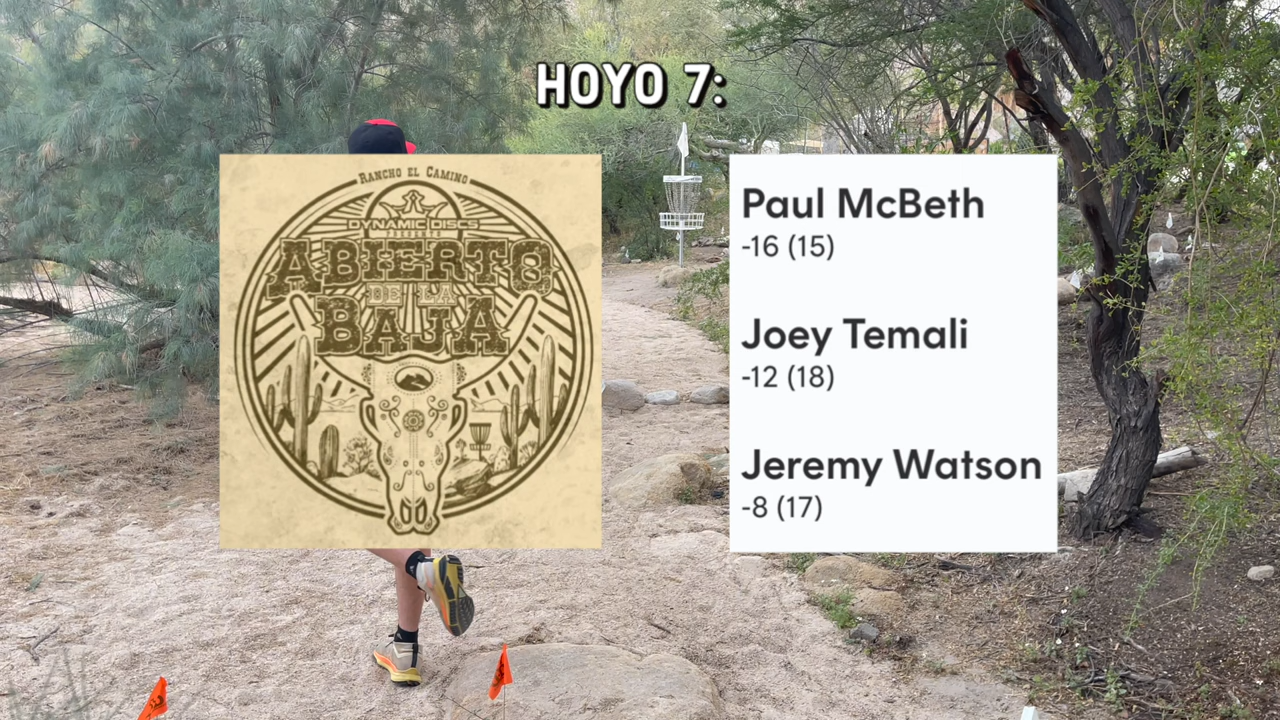 HOYO 7:
RANCHO EL CAMINO
DYNAMIC DISCS
PRESENTS
ABIERTO
DE LA
BAJA
Paul McBeth
-16 (15)
Joey Temali
-12 (18)
Jeremy Watson
-8 (17)